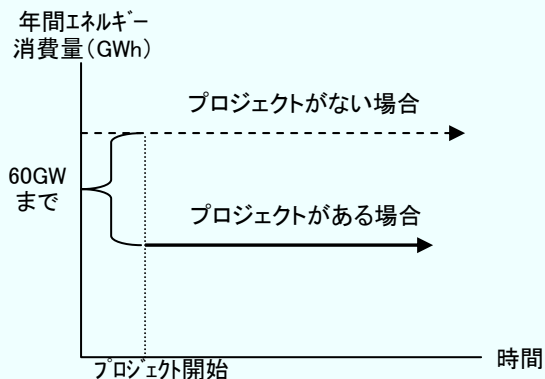 年間エネルギー
消費量(GWh)
プロジェクトがない場合
60GW
まで
プロジェクトがある場合
時間
プロジェクト開始